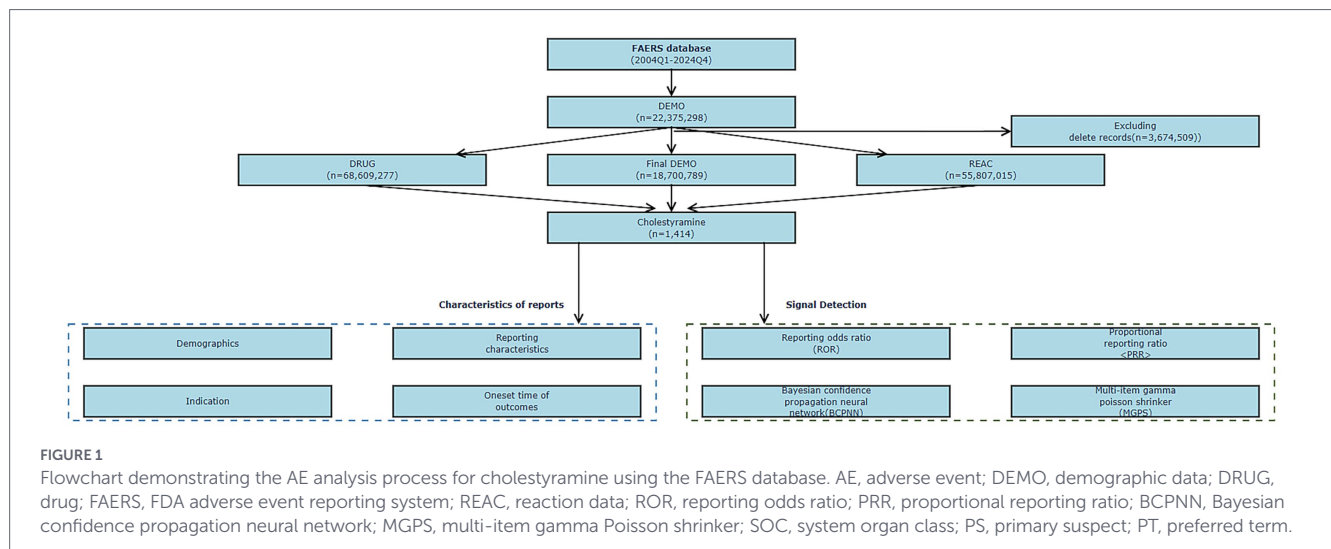 FAERS database
(2004Q1-2024Q4)
DEMO
(n=22,375,298)
Excluding
delete records(n=3,674,509))
DRUG
(n=68,609,277)
Final DEMO
(n=18,700,789)
REAC
(n=55,807,015)
Cholestyramine
(n=1,414)
Characteristics of reports
Signal Detection
Demographics
Reporting
characteristics
Reporting odds ratio
(ROR)
Proportional
reporting ratio
<PRR>
Indication
Oneset time of
outcomes
Bayesian confidence
propagation neural
network(BCPNN)
Multi-item gamma
poisson shrinker
(MGPS)
FIGURE 1
Flowchart demonstrating the AE analysis process for cholestyramine using the FAERS database. AE, adverse event; DEMO, demographic data; DRUG,
drug; FAERS, FDA adverse event reporting system; REAC, reaction data; ROR, reporting odds ratio; PRR, proportional reporting ratio; BCPNN, Bayesian
confidence propagation neural network; MGPS, multi-item gamma Poisson shrinker; SOC, system organ class; PS, primary suspect; PT, preferred term.